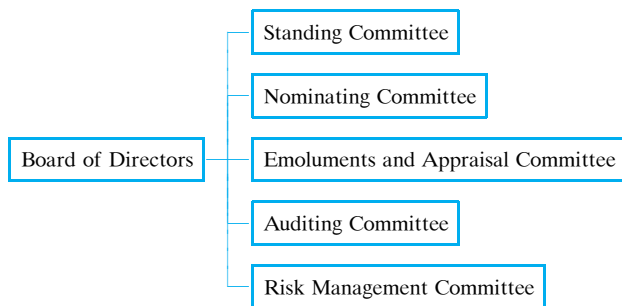 Standing Committee
Nominating Committee
Board of Directors
Emoluments and Appraisal Committee
Auditing Committee
Risk Management Committee